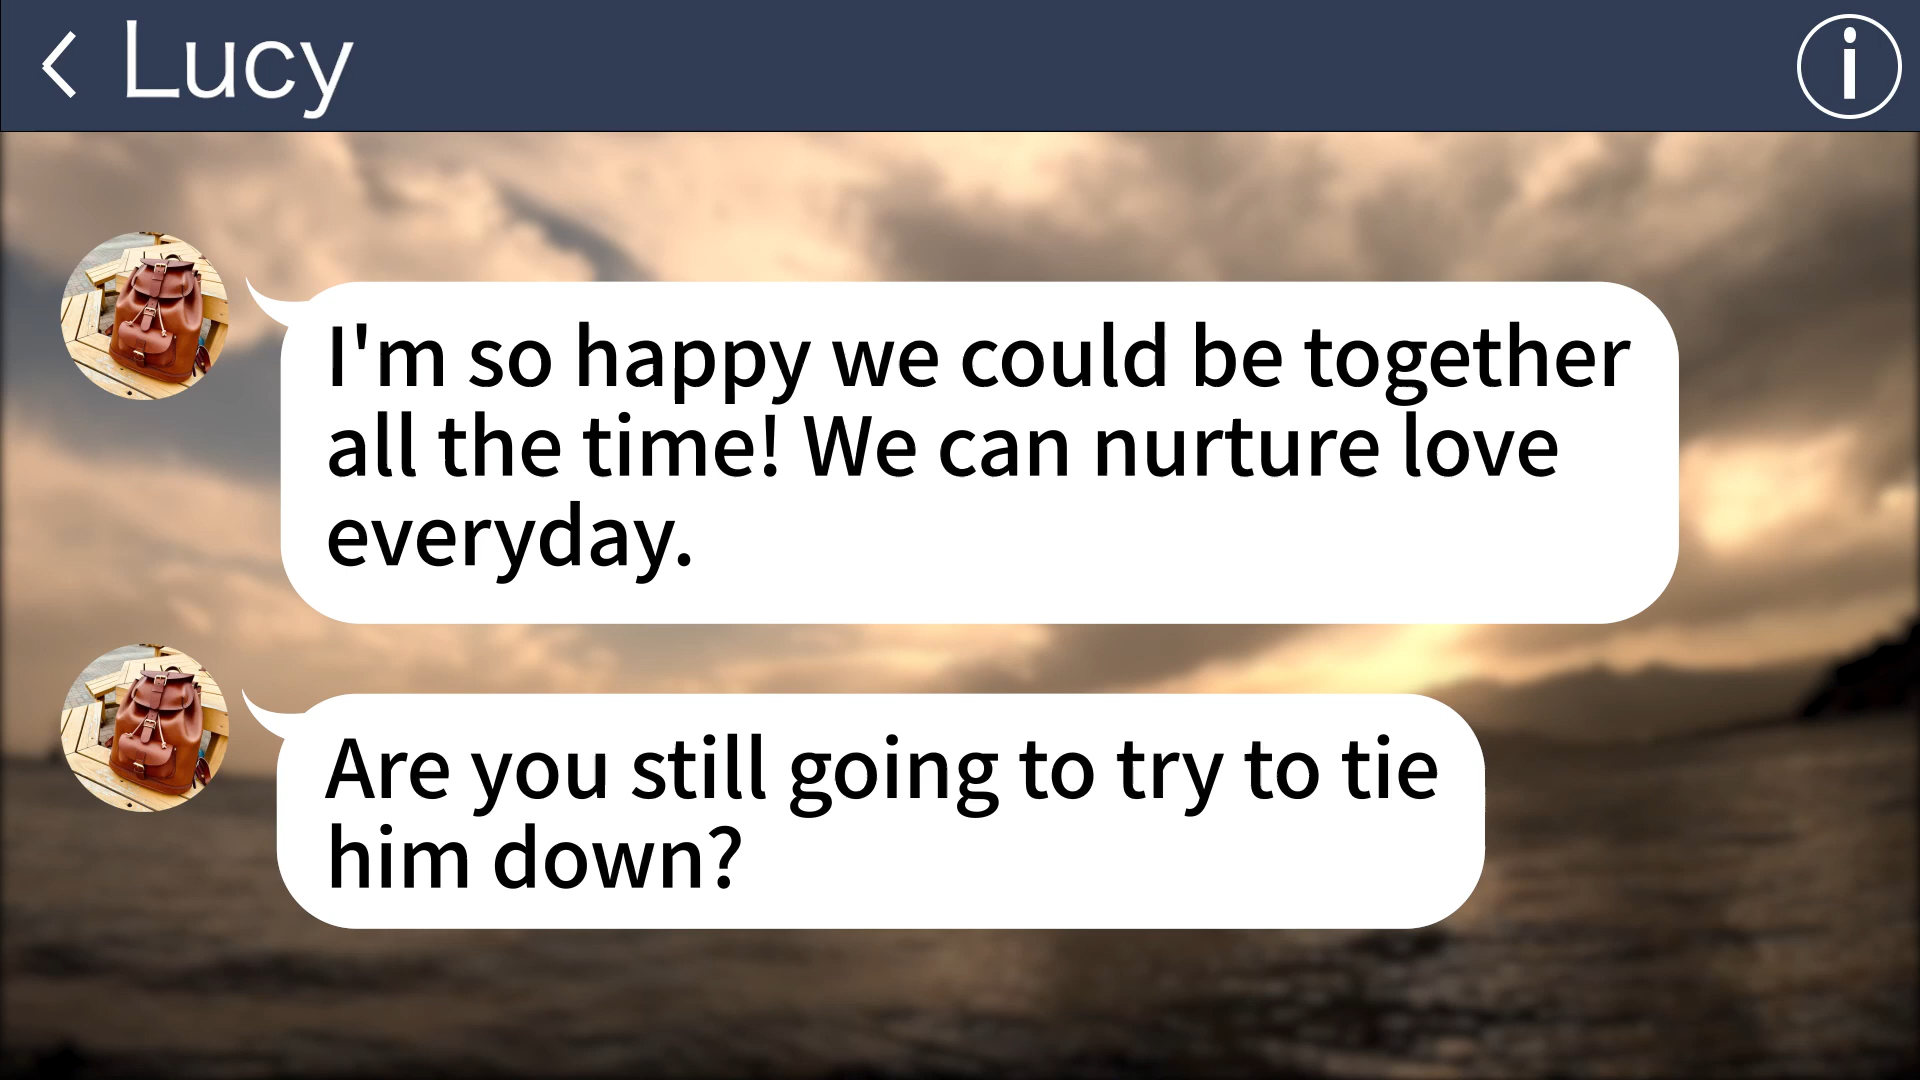 Lucy
I'm so happy we could be together
all the time! We can nurture love
everyday.
Are you still going to try to tie
him down?